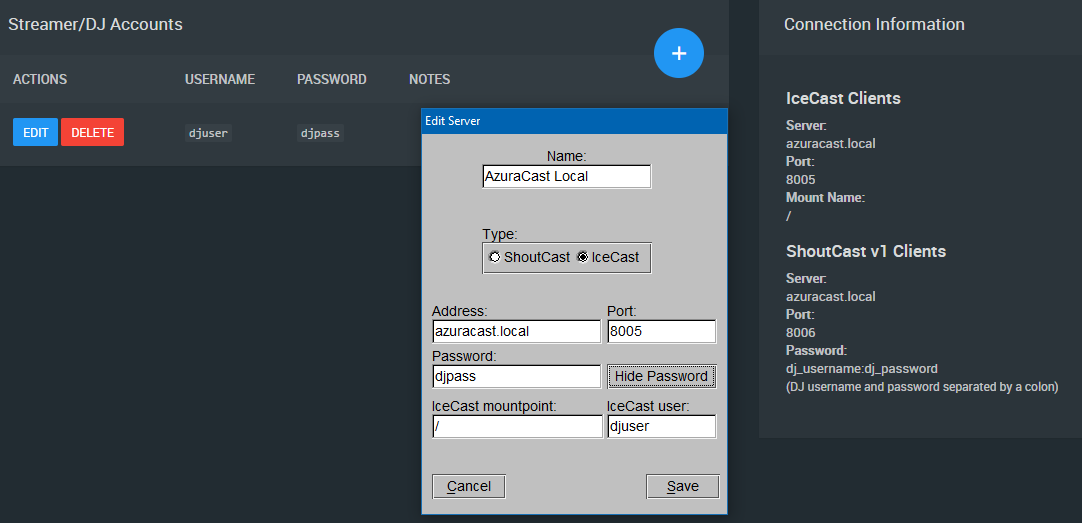 Streamer/DJ Accounts
+
ACTIONS USERNAME PASSWORD NOTES
EDIT DELETE djuser djpass
Edit Server
Name:
AzuraCast Local
Type:
ShoutCast IceCast
Address: Port:
azuracast.local 8005
Password:
djpass Hide Password
IceCast mountpoint: IceCast user:
/ djuser
Cancel Save
Connection Information
IceCast Clients
Server:
azuracast.local
Port:
8005
Mount Name:
/
ShoutCast v1 Clients
Server:
azuracast.local
Port:
8006
Password:
dj_username:dj_password
(DJ username and password separated by a colon)